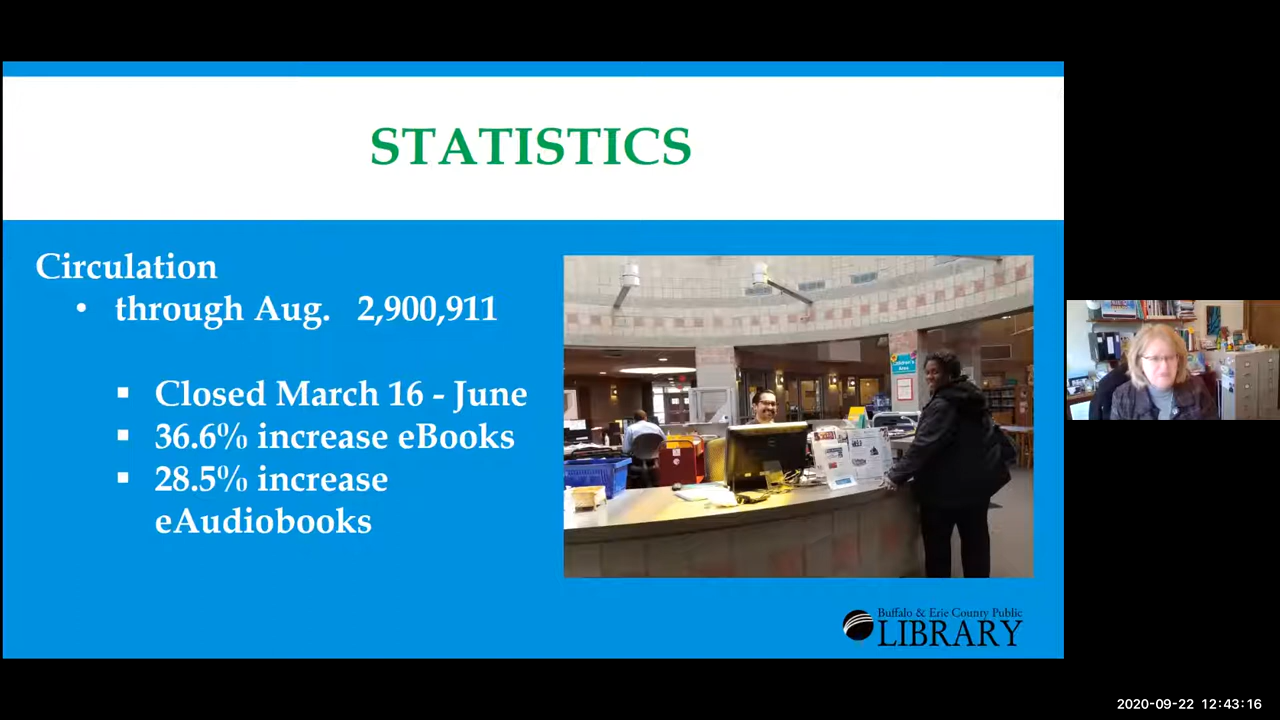 STATISTICS
Circulation
• through Aug. 2,900,911
▪ Closed March 16 - June
▪ 36.6% increase eBooks
▪ 28.5% increase
eAudiobooks
Buffalo & Erie County Public
LIBRARY
2020-09-22 12:43:16